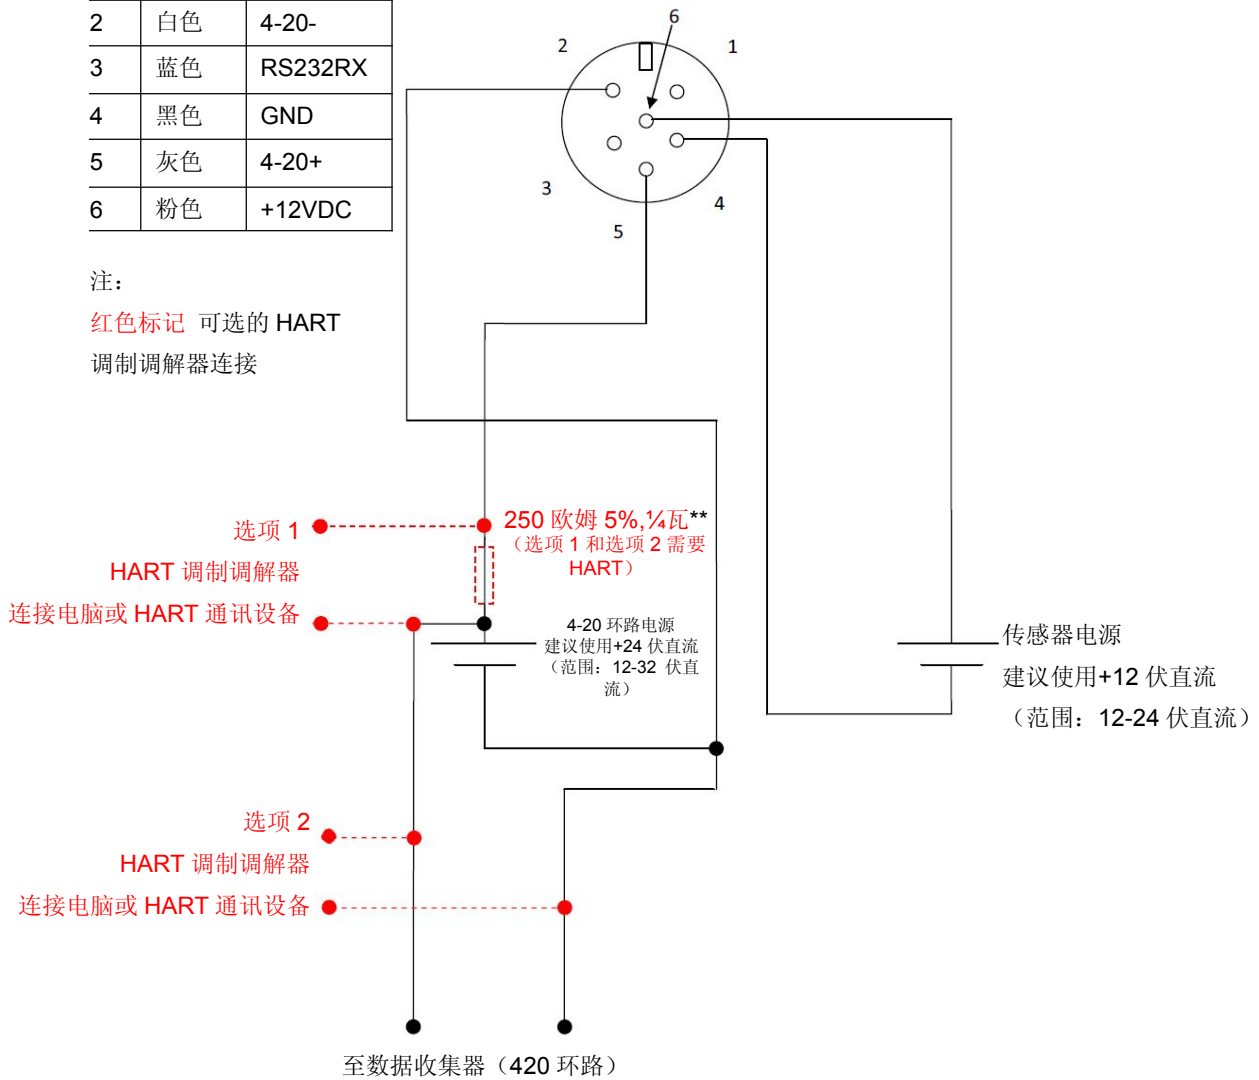 2 白色 4-20-
3 蓝色 RS232RX
4 黑色 GND
5 灰色 4-20+
6 粉色 +12VDC
注：
红色标记 可选的 HART
调制调解器连接
6
2
1
3
4
5
选项 1
HART 调制调解器
连接电脑或 HART 通讯设备
250 欧姆 5%,¼瓦**
（选项 1 和选项 2 需要
HART）
4-20 环路电源
建议使用+24 伏直流
（范围：12-32 伏直
流）
传感器电源
建议使用+12 伏直流
（范围：12-24 伏直流）
选项 2
HART 调制调解器
连接电脑或 HART 通讯设备
至数据收集器（420 环路）